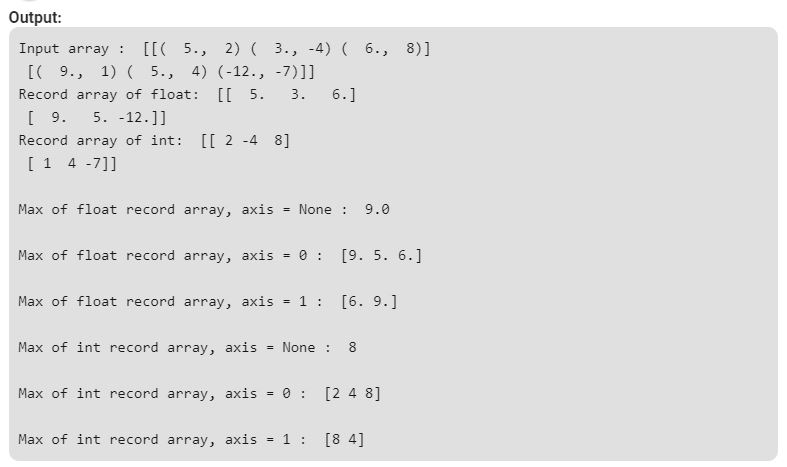 Output:
Input array :  [[(  5.,  2) (  3., -4) (  6.,  8)]
 [(  9.,  1) (  5.,  4) (-12., -7)]]
Record array of float:  [[  5.   3.   6.]
 [  9.   5. -12.]]
Record array of int:  [[ 2 -4  8]
 [ 1  4 -7]]
Max of float record array, axis = None :  9.0
Max of float record array, axis = 0 :  [9. 5. 6.]
Max of float record array, axis = 1 :  [6. 9.]
Max of int record array, axis = None :  8
Max of int record array, axis = 0 :  [2 4 8]
Max of int record array, axis = 1 :  [8 4]